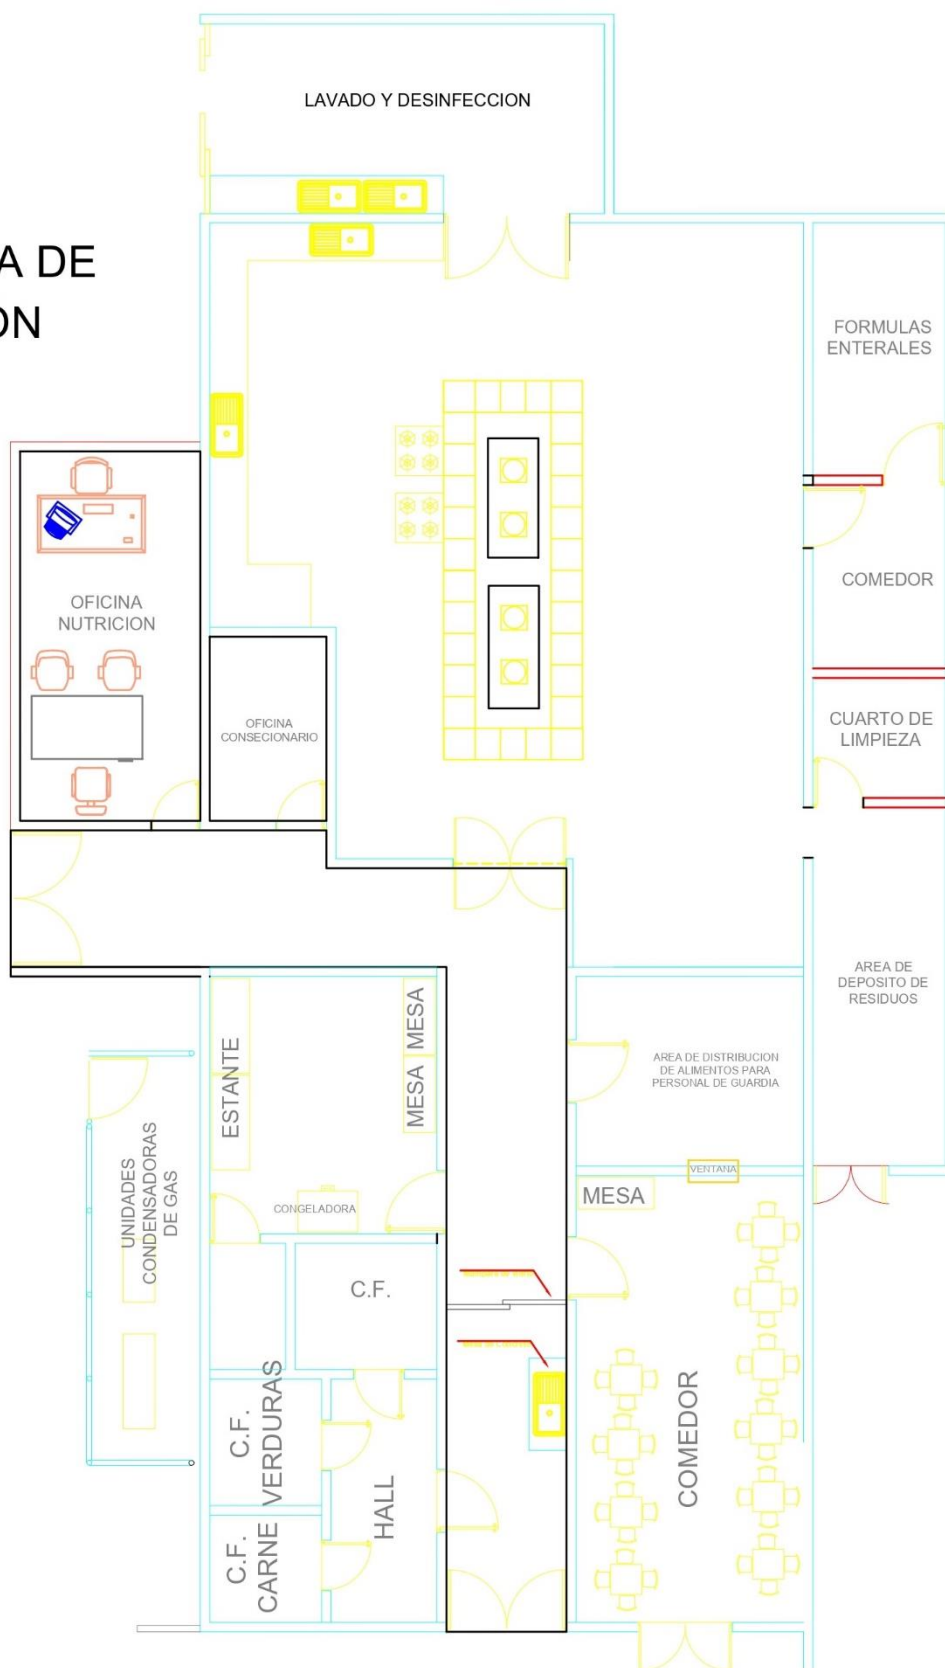 LAVADO Y DESINFECCION
A DE
ON
FORMULAS
ENTERALES
COMEDOR
OFICINA
NUTRICION
OFICINA
CONSECIONARIO
CUARTO DE
LIMPIEZA
AREA DE
DEPOSITO DE
RESIDUOS
ESTANTE
MESA
MESA
AREA DE DISTRIBUCION
DE ALIMENTOS PARA
PERSONAL DE GUARDIA
VENTANA
MESA
UNIDADES
CONDENSADORAS
DE GAS
CONGELADORA
C.F.
C.F.
VERDURAS
HALL
COMEDOR
C.F.
CARNE